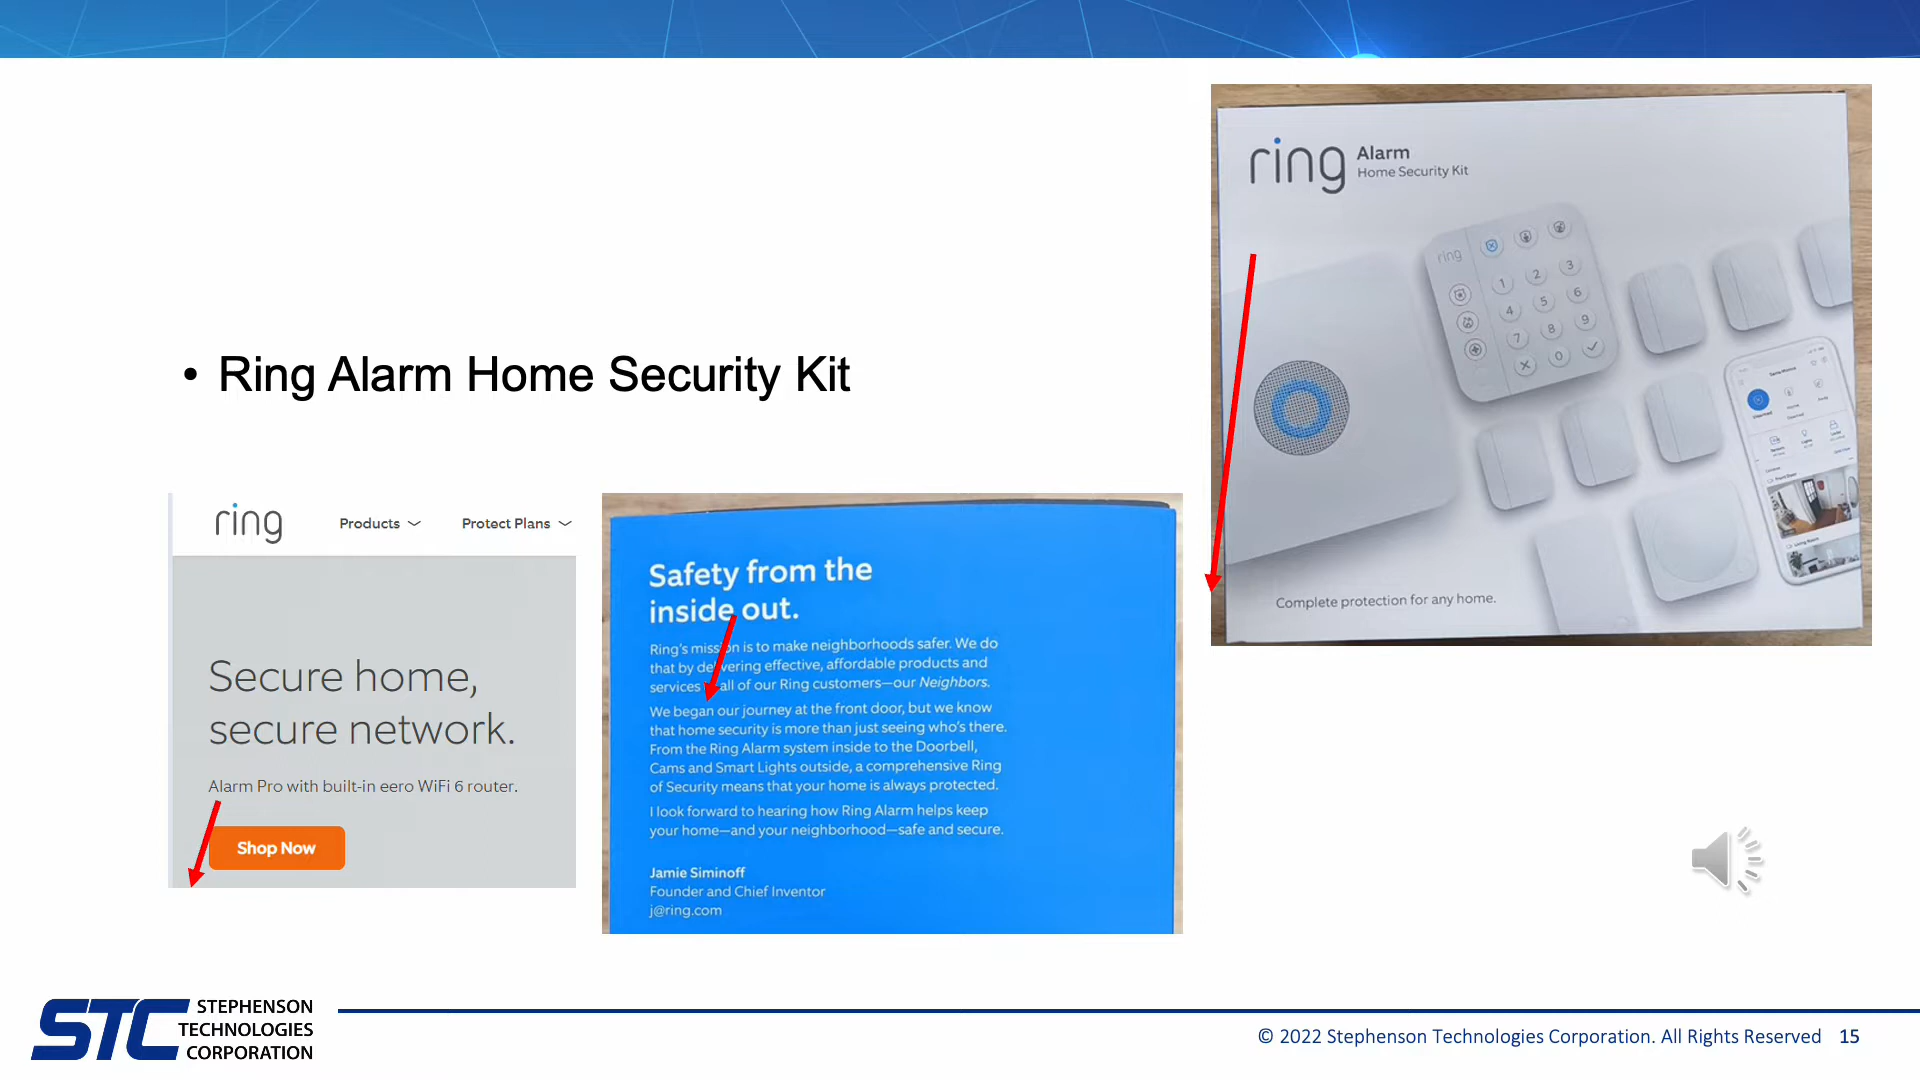 • Ring Alarm Home Security Kit
ring Products Protect Plans
Secure home,
secure network.
Alarm Pro with built-in eero WiFi 6 router.
Shop Now
Safety from the
inside out.
Ring's mission is to make neighborhoods safer. We do
that by delivering effective, affordable products and
services all of our Ring customers—our Neighbors.
We began our journey at the front door, but we know
that home security is more than just seeing who's there.
From the Ring Alarm system inside to the Doorbell,
Cams and Smart Lights outside, a comprehensive Ring
of Security means that your home is always protected.
I look forward to hearing how Ring Alarm helps keep
your home—and your neighborhood—safe and secure.
Jamie Siminoff
Founder and Chief Inventor
j@ring.com
ring Alarm
Home Security Kit
ring
1 2 3
4 5 6
7 8 9
0
Complete protection for any home.
STC STEPHENSON
TECHNOLOGIES
CORPORATION
© 2022 Stephenson Technologies Corporation. All Rights Reserved 15